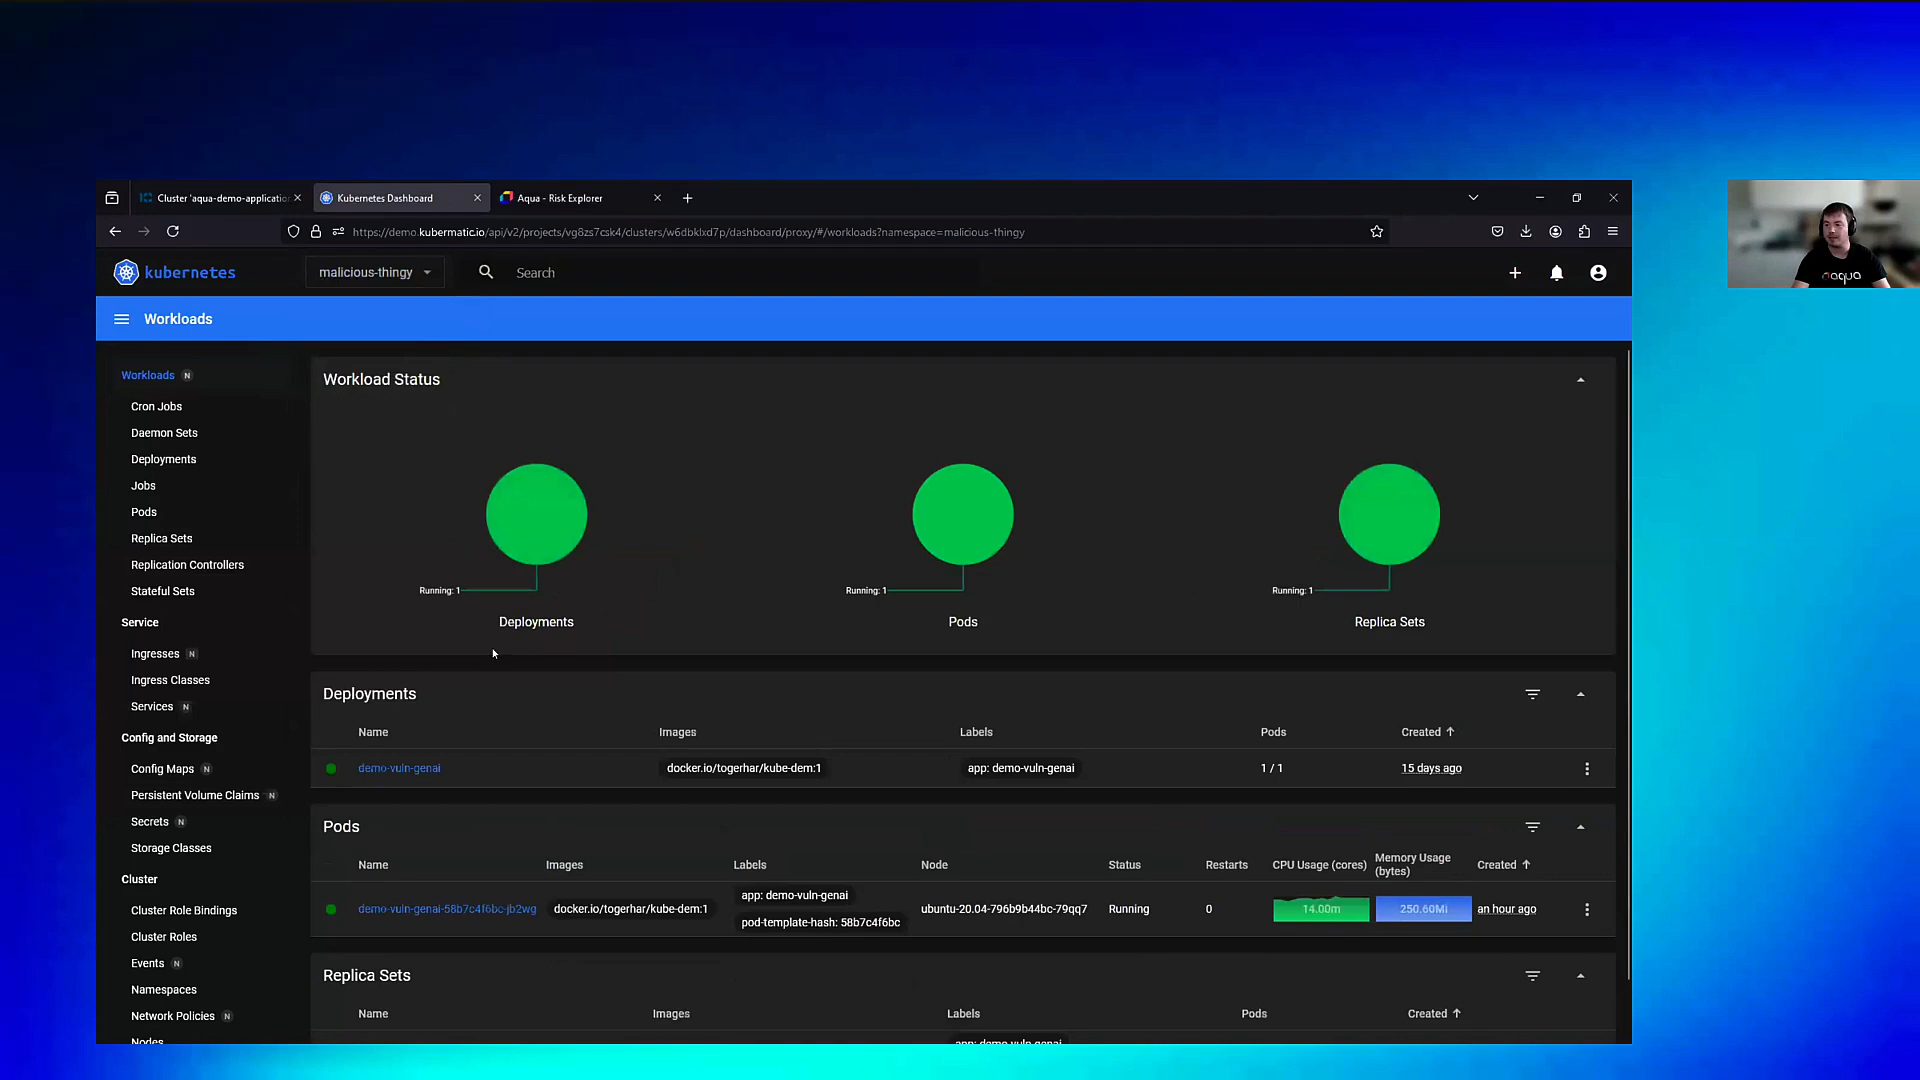 Cluster 'aqua-demo-application
Kubernetes Dashboard
Aqua - Risk Explorer
https://demo.kubermatic.io/api/v2/projects/vg8zs7csk4/clusters/w6dbklxd7p/dashboard/proxy/#/workloads?namespace=malicious-thingy
kubernetes
malicious-thingy
Search
Workloads
Workloads N
Cron Jobs
Daemon Sets
Deployments
Jobs
Pods
Replica Sets
Replication Controllers
Stateful Sets
Service
Ingresses N
Ingress Classes
Services N
Config and Storage
Config Maps N
Persistent Volume Claims N
Secrets N
Storage Classes
Cluster
Cluster Role Bindings
Cluster Roles
Events N
Namespaces
Network Policies N
Nodes
Workload Status
Running: 1
Deployments
Running: 1
Pods
Running: 1
Replica Sets
Deployments
Name Images Labels Pods Created
demo-vuln-genai docker.io/togerhar/kube-dem:1 app: demo-vuln-genai 1 / 1 15 days ago
Pods
Name Images Labels Node Status Restarts CPU Usage (cores) Memory Usage (bytes) Created
demo-vuln-genai-58b7c4f6bc-jb2wg docker.io/togerhar/kube-dem:1 app: demo-vuln-genai ubuntu-20.04-796b9b44bc-79qq7 Running 0 14.00m 250.60Mi an hour ago
pod-template-hash: 58b7c4f6bc
Replica Sets
Name Images Labels Pods Created
app: demo-vuln-genai
aqua